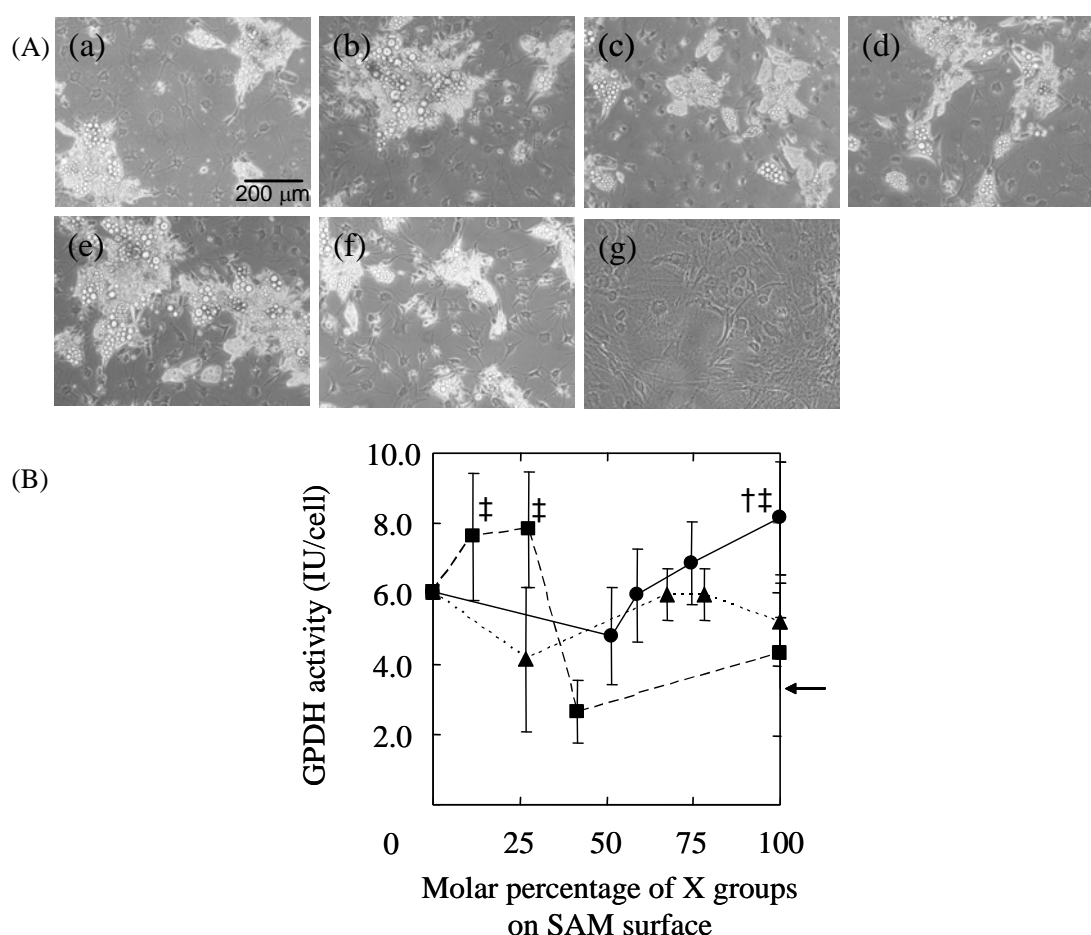 (A) (a) (b) (c) (d)
200 μm
(e) (f) (g)
(B)
10.0
8.0
6.0
4.0
2.0
0 25 50 75 100
GPDH activity (IU/cell)
‡ ‡ †‡
Molar percentage of X groups
on SAM surface